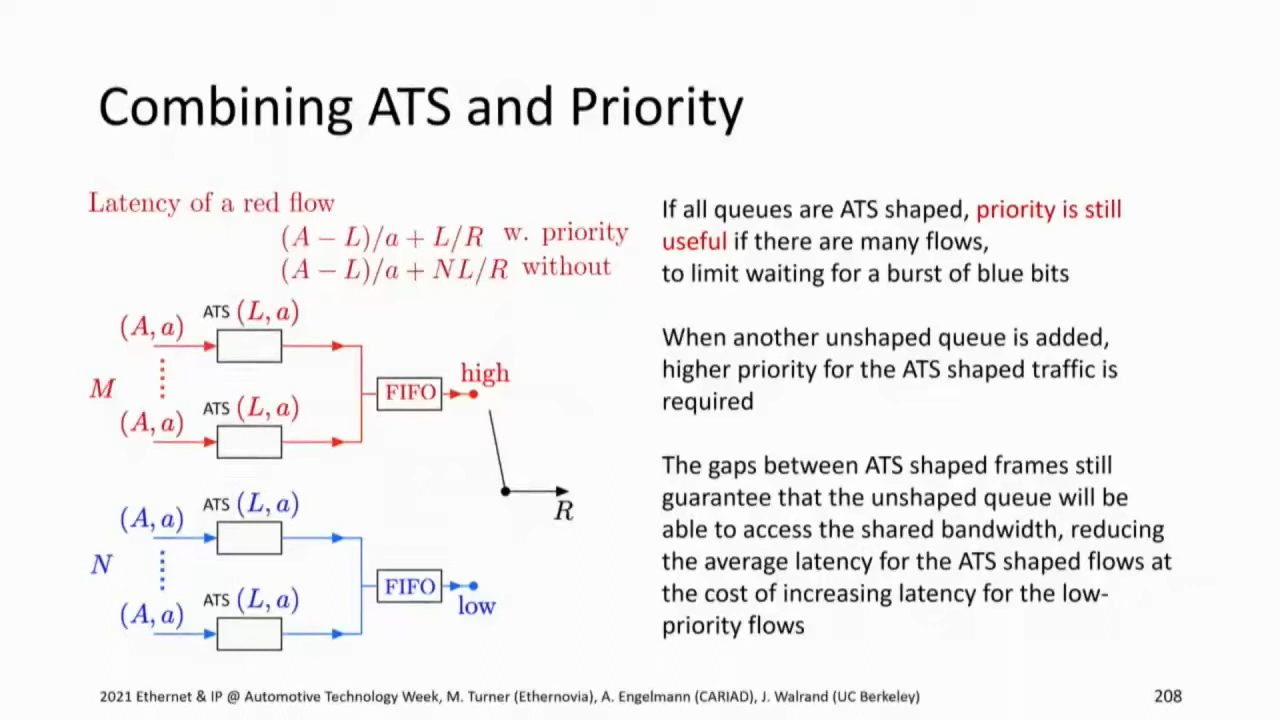 Combining ATS and Priority
Latency of a red flow
(A − L)/a + L/R w. priority
(A − L)/a + NL/R without
ATS (L, a)
(A, a)
M
ATS (L, a)
(A, a)
FIFO
high
R
ATS (L, a)
(A, a)
N
ATS (L, a)
(A, a)
FIFO
low
If all queues are ATS shaped, priority is still
useful if there are many flows,
to limit waiting for a burst of blue bits
When another unshaped queue is added,
higher priority for the ATS shaped traffic is
required
The gaps between ATS shaped frames still
guarantee that the unshaped queue will be
able to access the shared bandwidth, reducing
the average latency for the ATS shaped flows at
the cost of increasing latency for the low-
priority flows
2021 Ethernet & IP @ Automotive Technology Week, M. Turner (Ethernovia), A. Engelmann (CARIAD), J. Walrand (UC Berkeley)
208